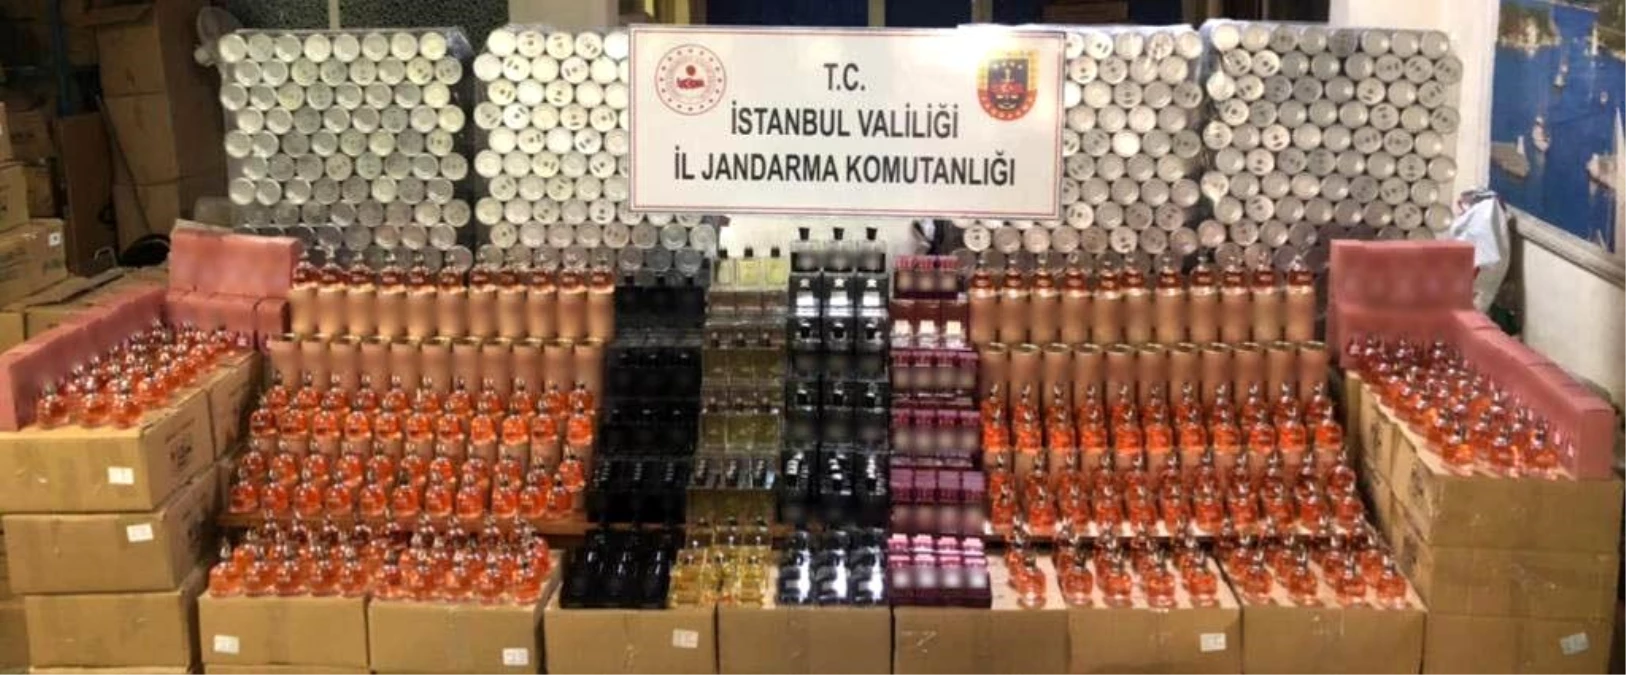 T.C.
İSTANBUL VALİLİĞİ
İL JANDARMA KOMUTANLIĞI